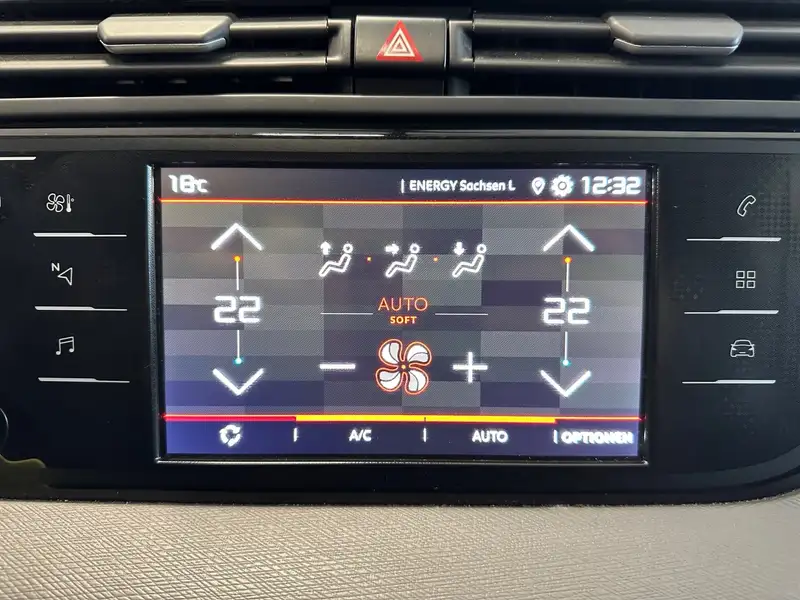 18°C
ENERGY Sachsen L
12:32
N
22
AUTO
SOFT
22
A/C
AUTO
OPTIONEN